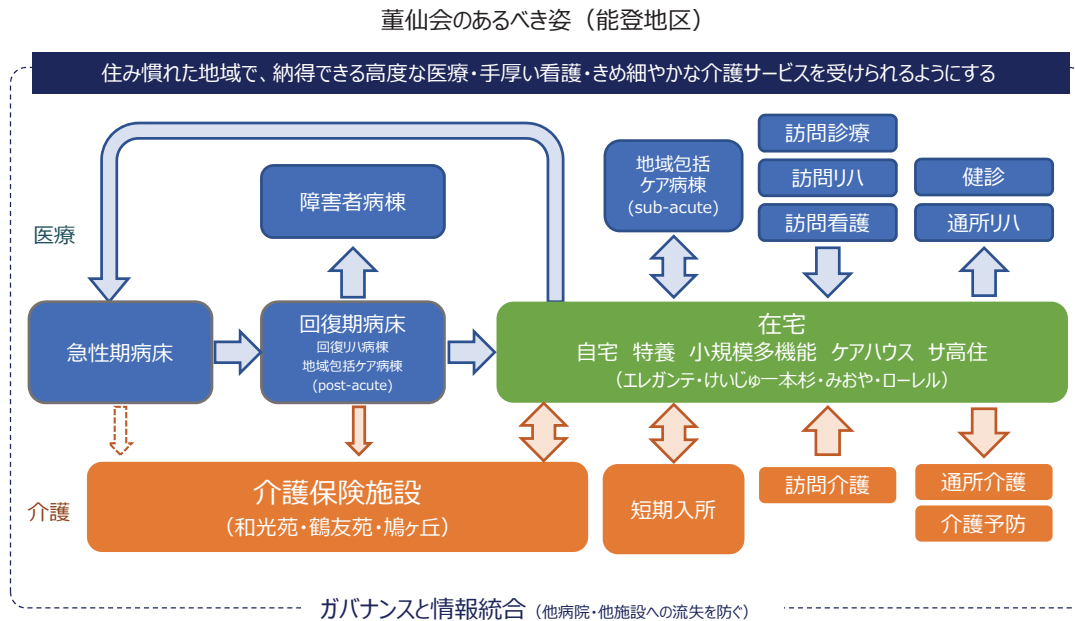 董仙会のあるべき姿（能登地区）
住み慣れた地域で、納得できる高度な医療・手厚い看護・きめ細やかな介護サービスを受けられるようにする
医療
障害者病棟
地域包括
ケア病棟
(sub-acute)
訪問診療
訪問リハ
訪問看護
健診
通所リハ
急性期病床
回復期病床
回復リハ病棟
地域包括ケア病棟
(post-acute)
在宅
自宅 特養 小規模多機能 ケアハウス サ高住
（エレガンテ・けいじゅ一本杉・みおや・ローレル）
介護
介護保険施設
（和光苑・鶴友苑・鳩ヶ丘）
短期入所
訪問介護
通所介護
介護予防
ガバナンスと情報統合（他病院・他施設への流失を防ぐ）